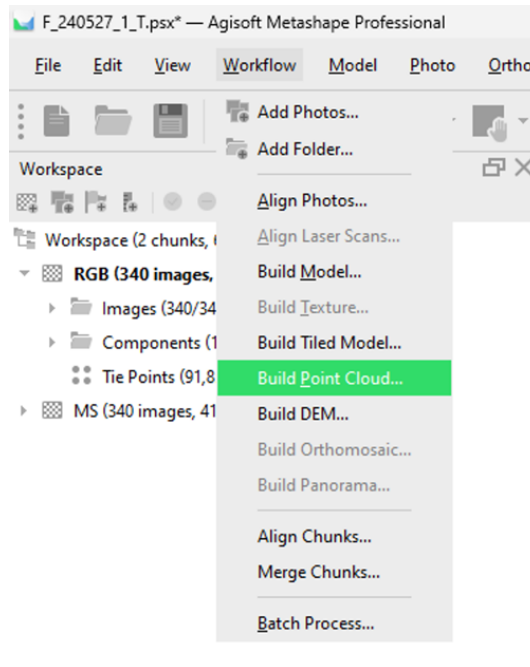 F_240527_1_T.psx* — Agisoft Metashape Professional
File Edit View Workflow Model Photo Ortho
Add Photos...
Add Folder...
Workspace
Align Photos...
Workspace (2 chunks,
Align Laser Scans...
RGB (340 images,
Build Model...
Images (340/34
Build Texture...
Components (1
Build Tiled Model...
Tie Points (91,8
Build Point Cloud...
MS (340 images, 41
Build DEM...
Build Orthomosaic...
Build Panorama...
Align Chunks...
Merge Chunks...
Batch Process...